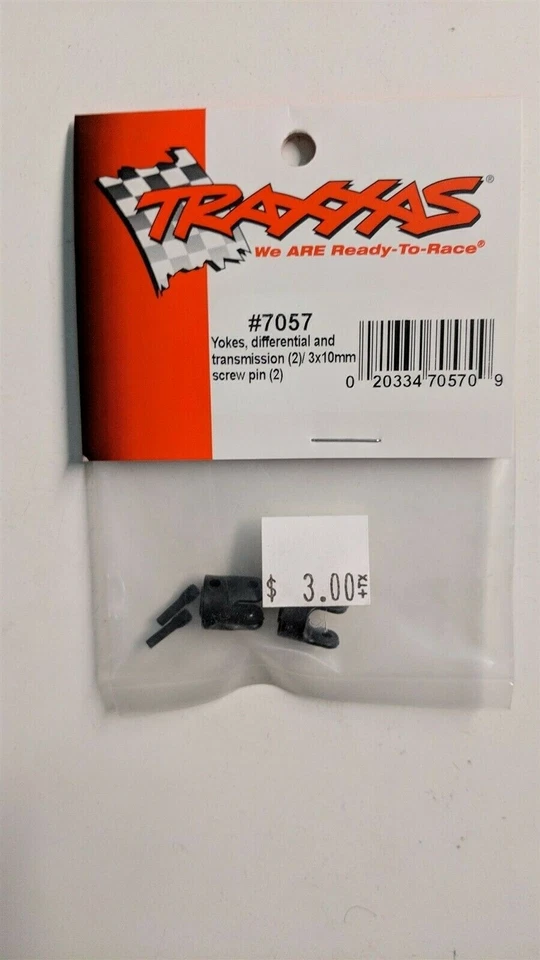 TRAXXAS®
We ARE Ready-To-Race®
#7057
Yokes, differential and
transmission (2)/ 3x10mm
screw pin (2)
0 20334 70570 9
$ 3.00 +TX